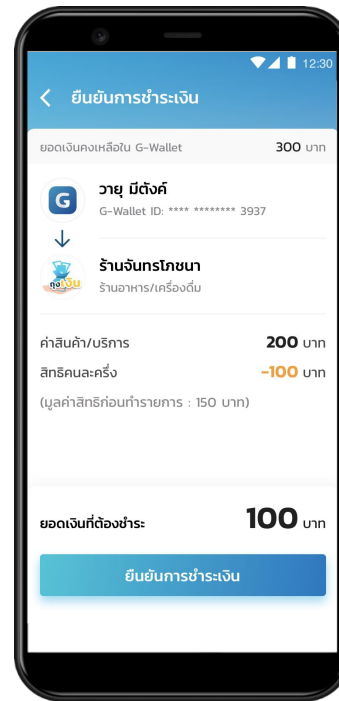 12:30
ยืนยันการชำระเงิน
ยอดเงินคงเหลือใน G-Wallet 300 บาท
G วายุ มีตังค์
G-Wallet ID: **** ******** 3937
ถุงเงิน ร้านจันทรโภชนา
ร้านอาหาร/เครื่องดื่ม
ค่าสินค้า/บริการ 200 บาท
สิทธิคนละครึ่ง -100 บาท
(มูลค่าสิทธิก่อนทำรายการ : 150 บาท)
ยอดเงินที่ต้องชำระ 100 บาท
ยืนยันการชำระเงิน